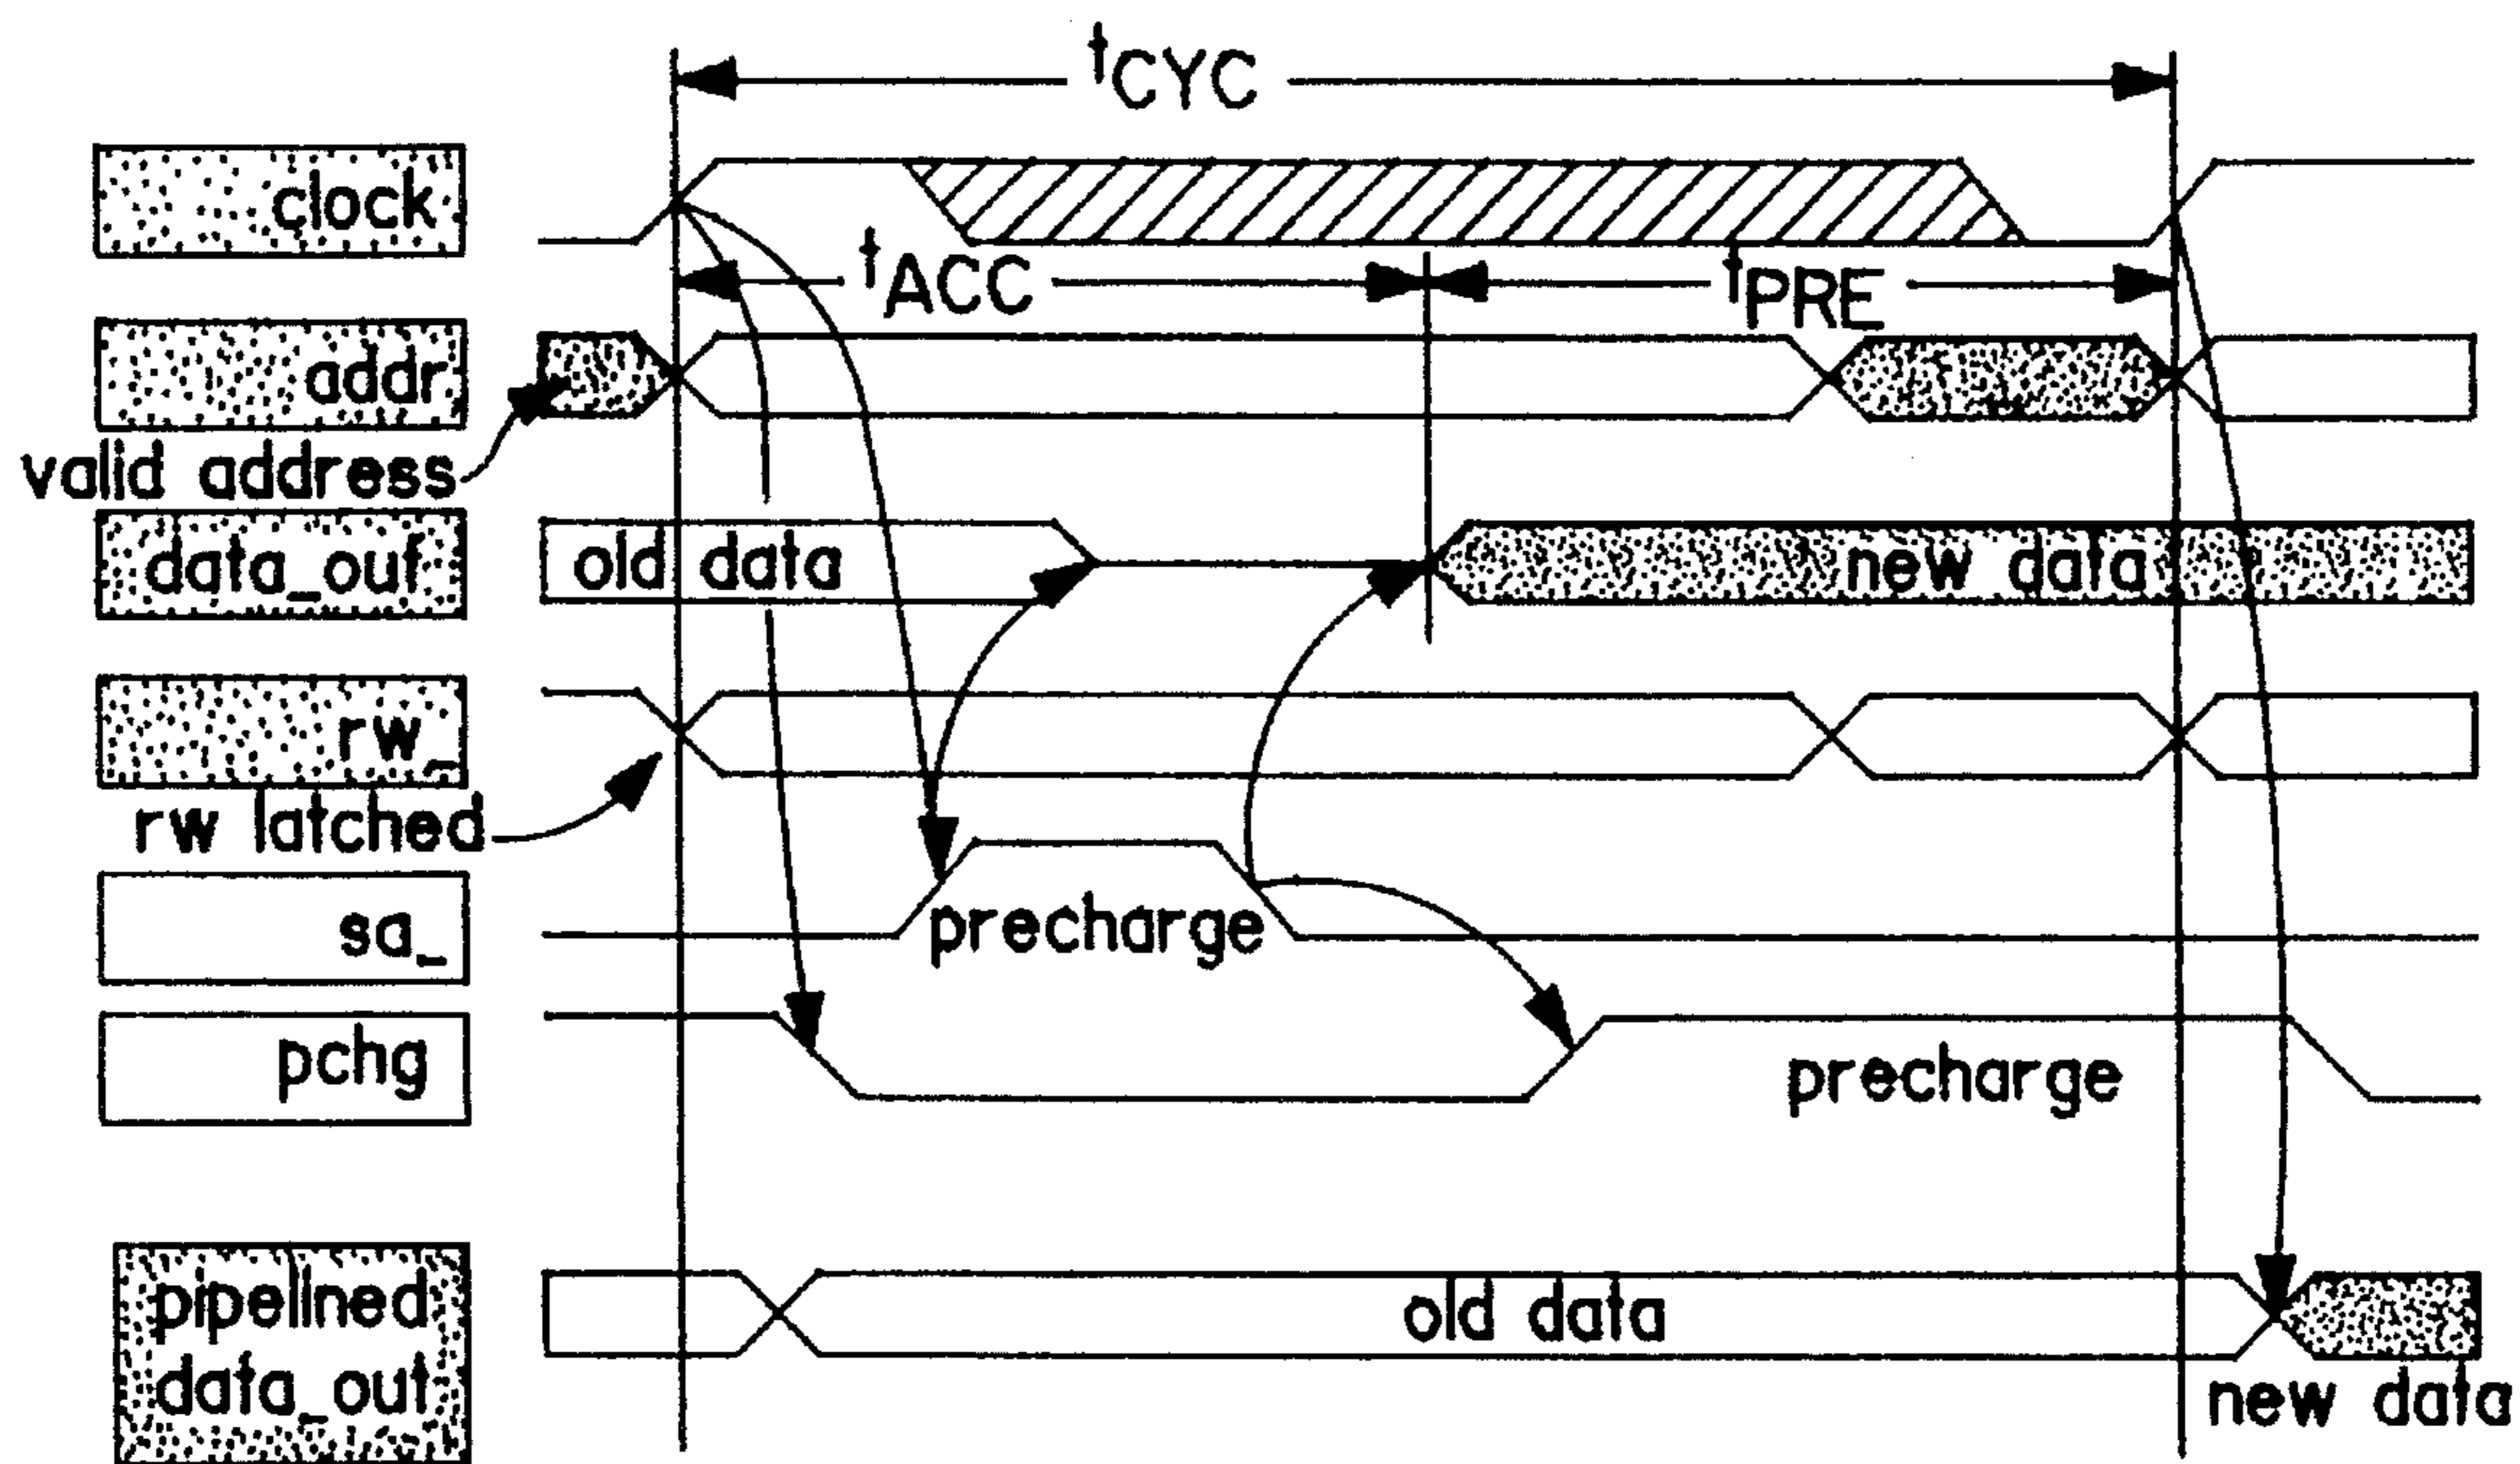 tCYC
clock
tACC
tPRE
addr
valid address
data_out
old data
new data
rw_
rw latched
sa_
precharge
pchg
precharge
pipelined
data_out
old data
new data